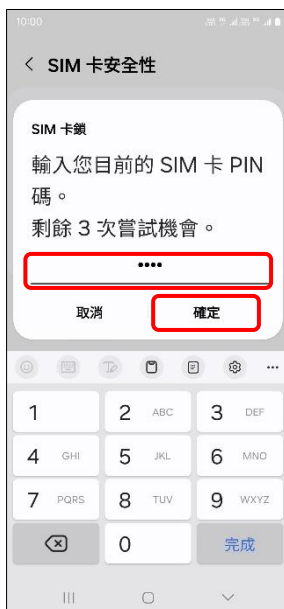 10:00
SIM 卡安全性
SIM 卡鎖
輸入您目前的 SIM 卡 PIN
碼。
剩餘 3 次嘗試機會。
••••
取消 確定
1 2 ABC 3 DEF
4 GHI 5 JKL 6 MNO
7 PQRS 8 TUV 9 WXYZ
0 完成